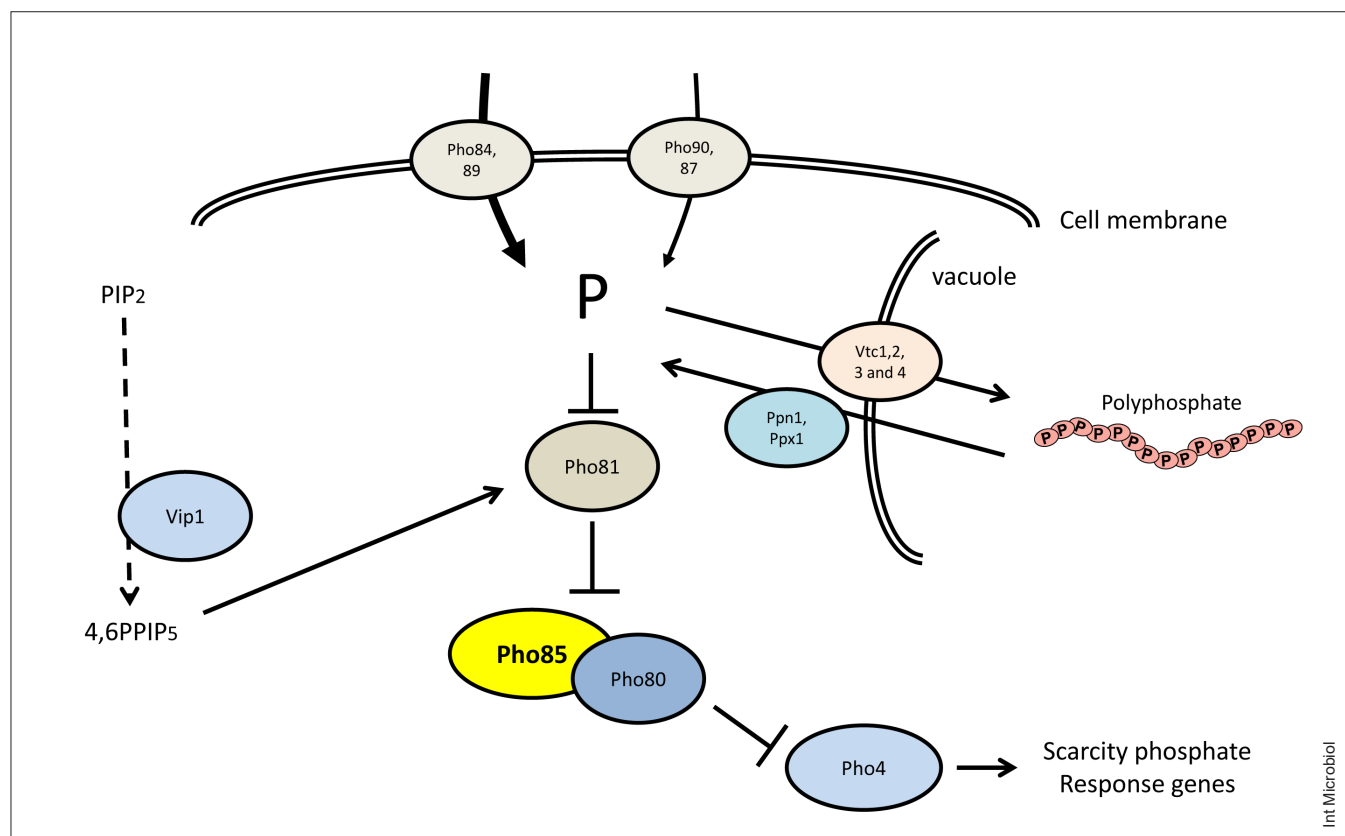 Pho84,
89
Pho90,
87
Cell membrane
vacuole
PIP2
P
Vtc1,2,
3 and 4
Ppn1,
Ppx1
Polyphosphate
P P P P P P P P P P P P P P P P
Pho81
Vip1
4,6PPIP5
Pho85
Pho80
Pho4
Scarcity phosphate
Response genes
Int Microbiol